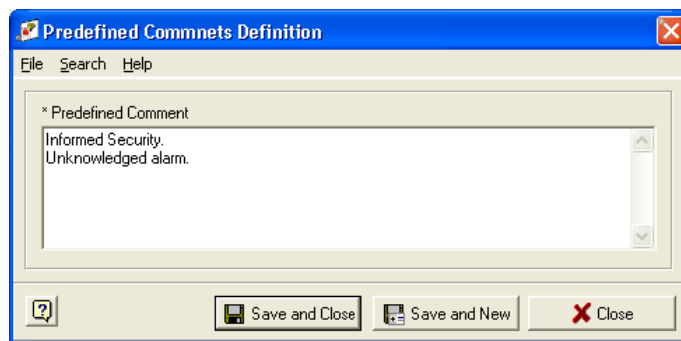 Predefined Commnets Definition
File Search Help
* Predefined Comment
Informed Security.
Unknowledged alarm.
Save and Close Save and New Close